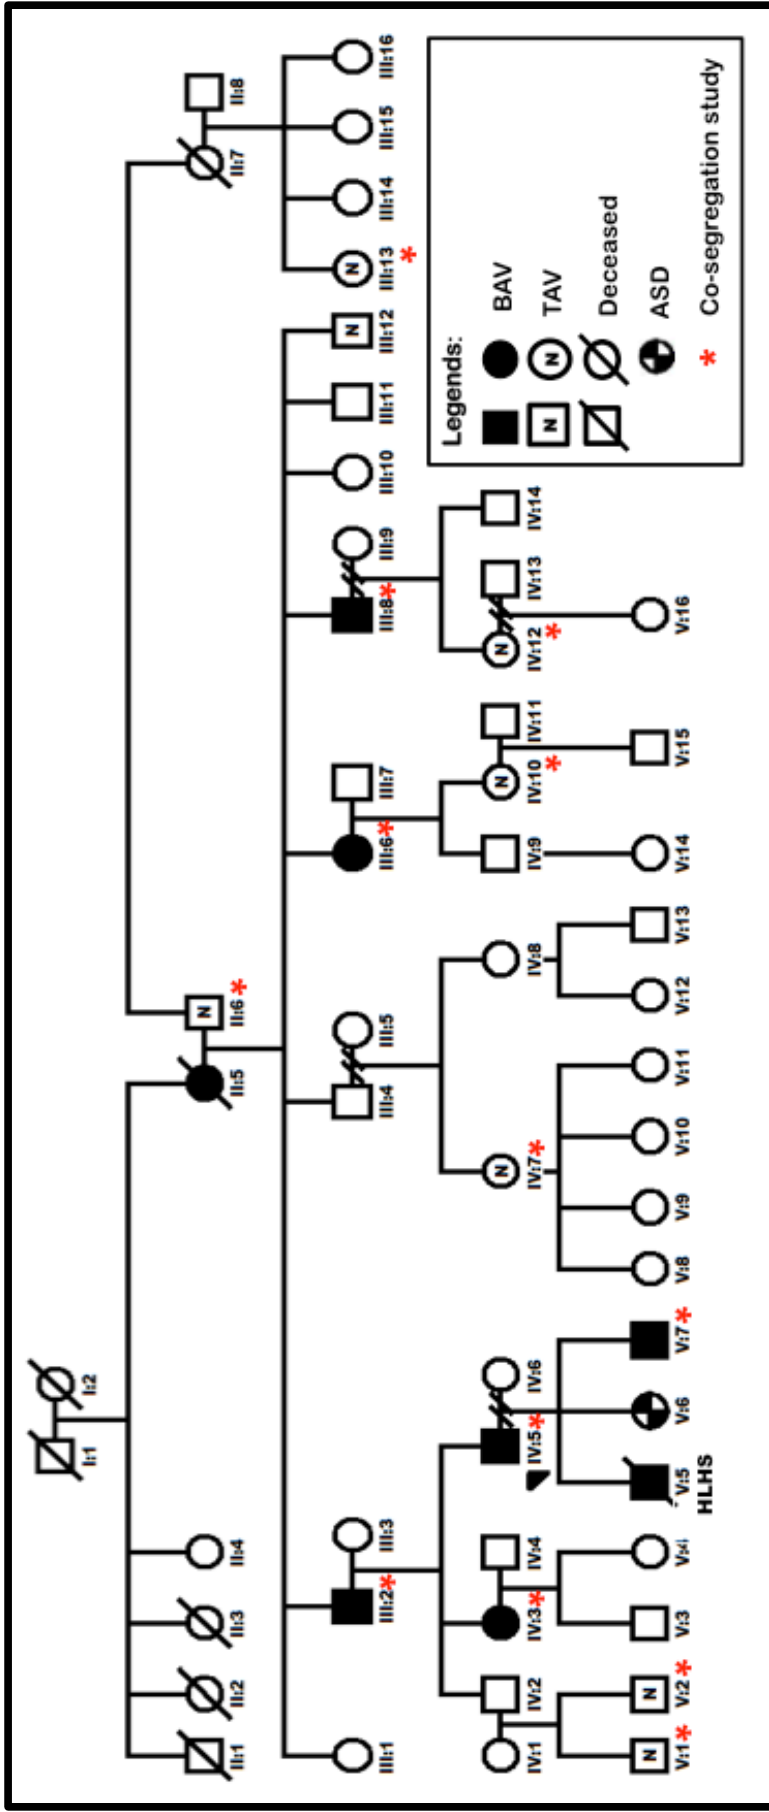 I:1 I:2
N
II:1 II:2 II:3 II:4 II:5 II:6* II:7 II:8
N N
III:1 III:2* III:3 III:4 III:5 III:6* III:7 III:8* III:9 III:10 III:11 III:12 III:13* III:14 III:15 III:16
N N N
IV:1 IV:2 IV:3* IV:4 IV:5* IV:6 IV:7* IV:8 IV:9 IV:10* IV:11 IV:12* IV:13 IV:14
N N
V:1* V:2* V:3 V:4 V:5 V:6 V:7* V:8 V:9 V:10 V:11 V:12 V:13 V:14 V:15 V:16
HLHS
Legends:
BAV
N N TAV
Deceased
ASD
* Co-segregation study